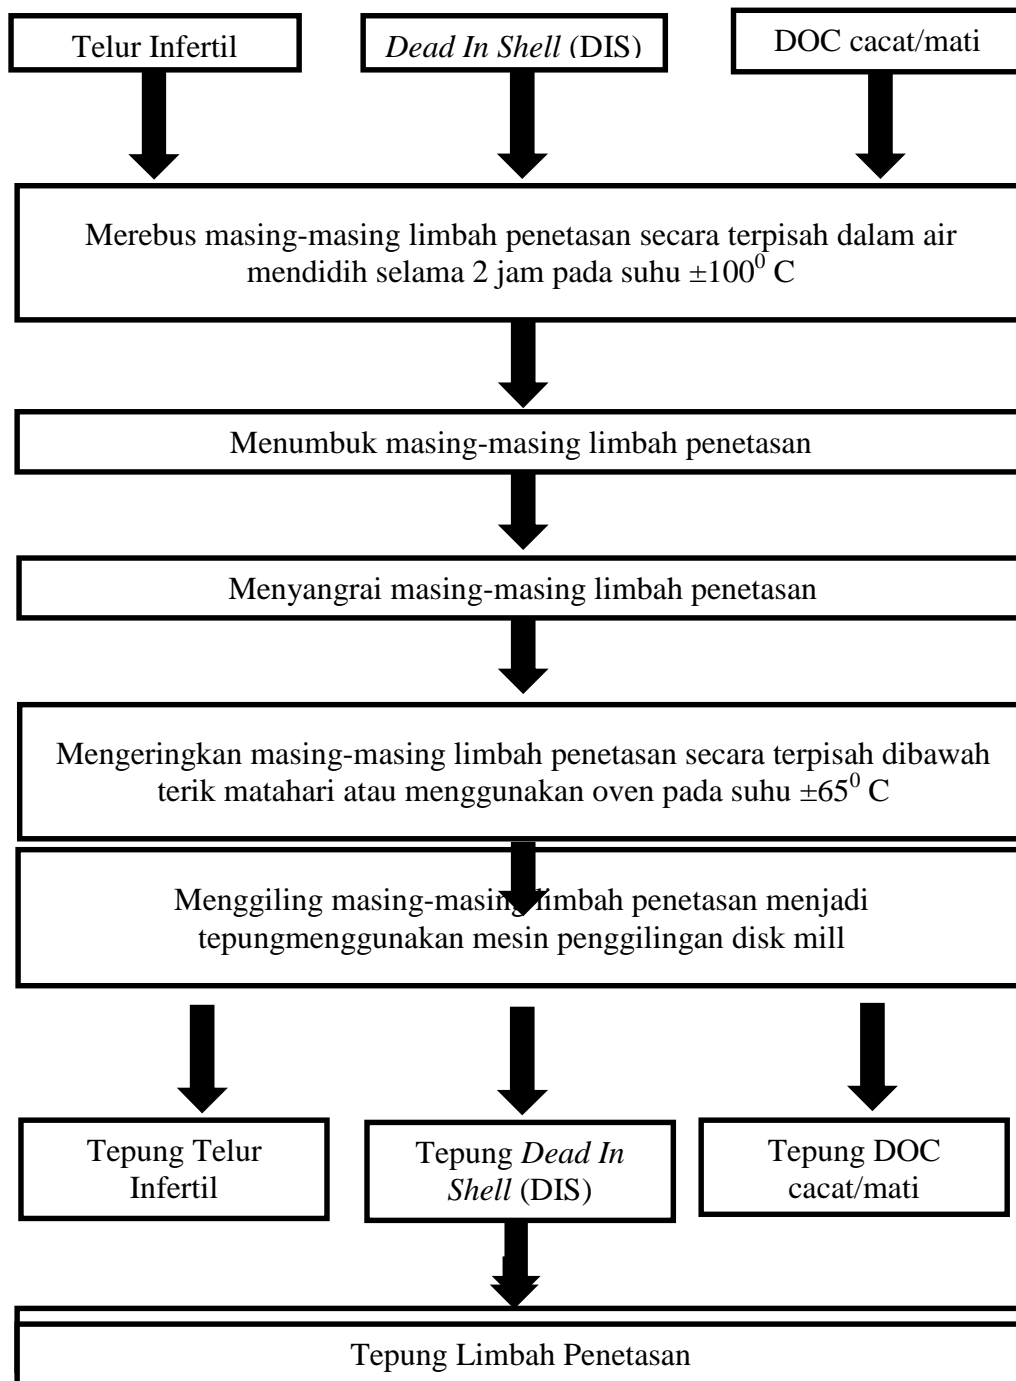 Telur Infertil
Dead In Shell (DIS)
DOC cacat/mati
Merebus masing-masing limbah penetasan secara terpisah dalam air
mendidih selama 2 jam pada suhu ±100⁰ C
Menumbuk masing-masing limbah penetasan
Menyangrai masing-masing limbah penetasan
Mengeringkan masing-masing limbah penetasan secara terpisah dibawah
terik matahari atau menggunakan oven pada suhu ±65⁰ C
Menggiling masing-masing limbah penetasan menjadi
tepungmenggunakan mesin penggilingan disk mill
Tepung Telur
Infertil
Tepung Dead In
Shell (DIS)
Tepung DOC
cacat/mati
Tepung Limbah Penetasan